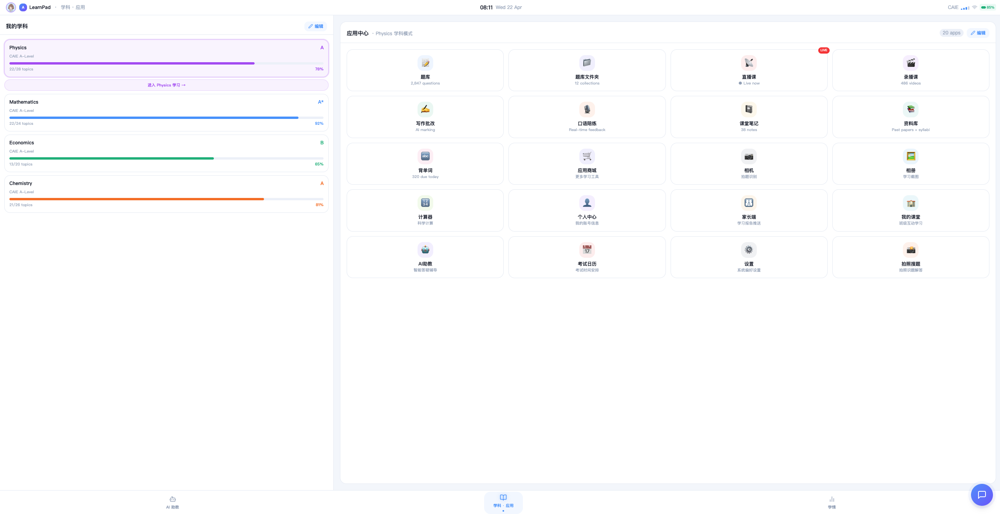 A LearnPad · 学科 · 应用
08:11 Wed 22 Apr
CAIE 85%
我的学科
编辑
Physics A
CAIE A-Level
22/28 topics 78%
进入 Physics 学习 →
Mathematics A*
CAIE A-Level
22/24 topics 92%
Economics B
CAIE A-Level
13/20 topics 65%
Chemistry A
CAIE A-Level
21/26 topics 81%
应用中心 · Physics 学科模式
20 apps 编辑
题库
2,847 questions
题库文件夹
12 collections
LIVE
直播课
Live now
录播课
486 videos
写作批改
AI marking
口语陪练
Real-time feedback
课堂笔记
38 notes
资料库
Past papers + syllabi
abc
背单词
320 due today
应用商城
更多学习工具
相机
拍题识别
相册
学习截图
1 2
3 4
计算器
科学计算
个人中心
我的账号信息
家长端
学习报告推送
我的课堂
班级互动学习
AI助教
智能答疑辅导
17
考试日历
考试时间安排
设置
系统偏好设置
拍照搜题
拍照识题解答
AI 助教
学科 · 应用
学情